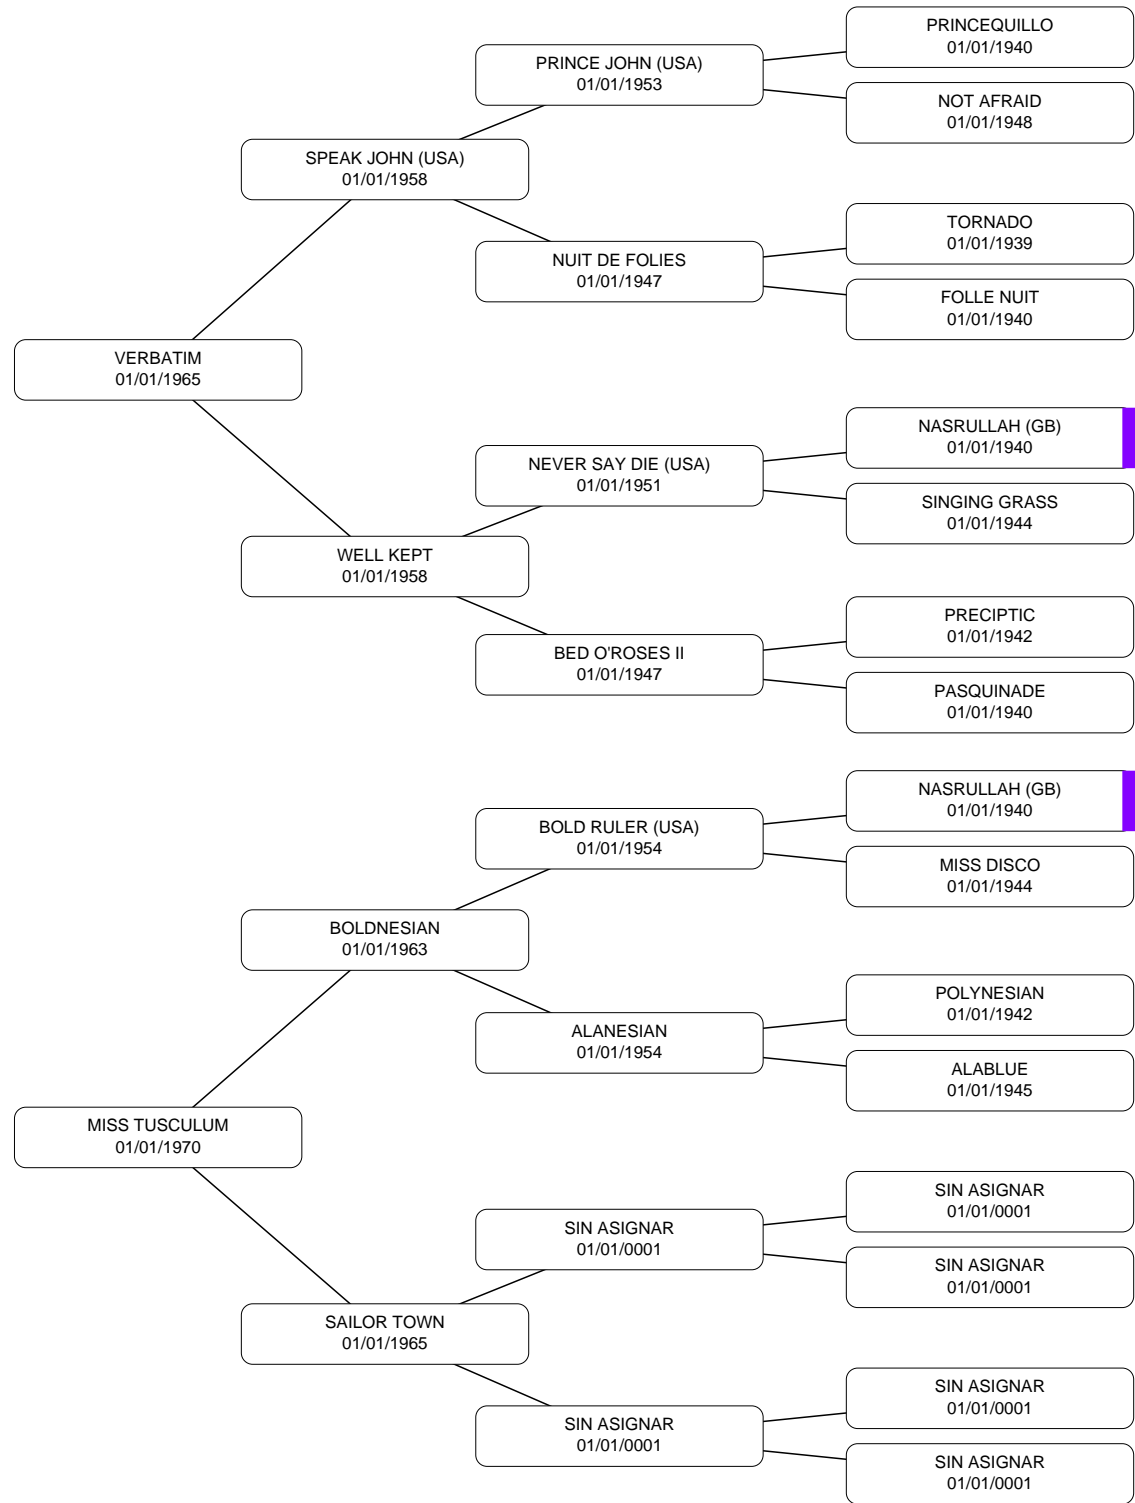 PRINCEQUILLO
01/01/1940
PRINCE JOHN (USA)
01/01/1953
NOT AFRAID
01/01/1948
SPEAK JOHN (USA)
01/01/1958
TORNADO
01/01/1939
NUIT DE FOLIES
01/01/1947
FOLLE NUIT
01/01/1940
VERBATIM
01/01/1965
NASRULLAH (GB)
01/01/1940
NEVER SAY DIE (USA)
01/01/1951
SINGING GRASS
01/01/1944
WELL KEPT
01/01/1958
PRECIPTIC
01/01/1942
BED O'ROSES II
01/01/1947
PASQUINADE
01/01/1940
NASRULLAH (GB)
01/01/1940
BOLD RULER (USA)
01/01/1954
MISS DISCO
01/01/1944
BOLDNESIAN
01/01/1963
POLYNESIAN
01/01/1942
ALANESIAN
01/01/1954
ALABLUE
01/01/1945
MISS TUSCULUM
01/01/1970
SIN ASIGNAR
01/01/0001
SIN ASIGNAR
01/01/0001
SIN ASIGNAR
01/01/0001
SAILOR TOWN
01/01/1965
SIN ASIGNAR
01/01/0001
SIN ASIGNAR
01/01/0001
SIN ASIGNAR
01/01/0001